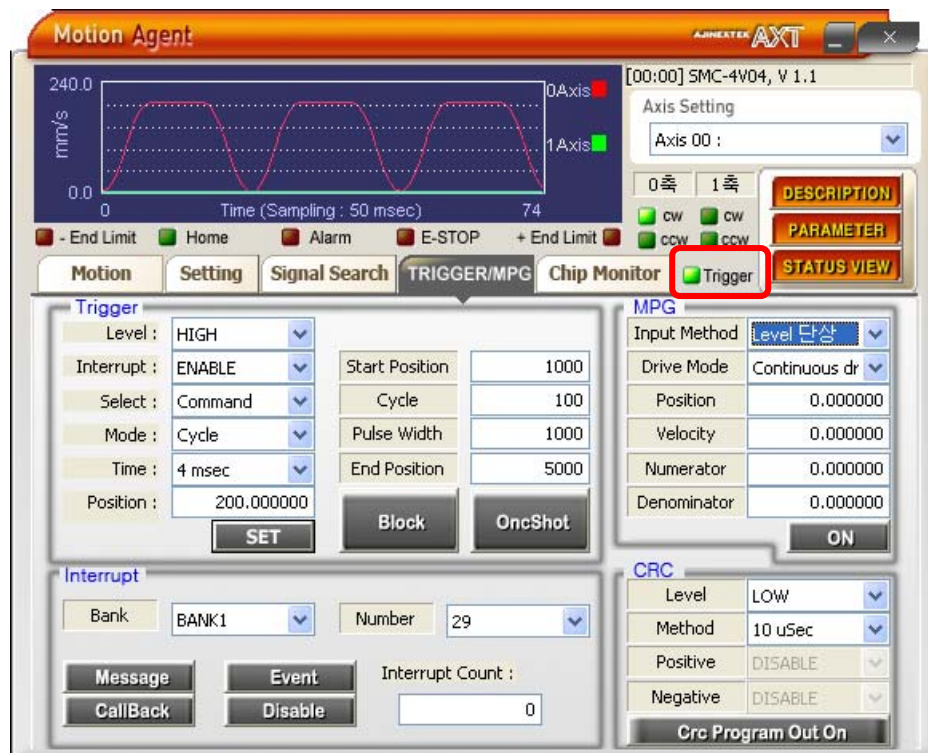 Motion Agent
AJINEXTEK AXT
240.0
mm/s
0.0
0
Time (Sampling : 50 msec)
74
0Axis
1Axis
[00:00] SMC-4V04, V 1.1
Axis Setting
Axis 00 :
0축 1축
cw cw
ccw ccw
DESCRIPTION
PARAMETER
STATUS VIEW
- End Limit Home Alarm E-STOP + End Limit
Motion Setting Signal Search TRIGGER/MPG Chip Monitor Trigger
Trigger
Level : HIGH
Interrupt : ENABLE
Select : Command
Mode : Cycle
Time : 4 msec
Position : 200.000000
SET
Start Position 1000
Cycle 100
Pulse Width 1000
End Position 5000
Block OncShot
MPG
Input Method Level 단상
Drive Mode Continuous dr
Position 0.000000
Velocity 0.000000
Numerator 0.000000
Denominator 0.000000
ON
Interrupt
Bank BANK1 Number 29
Message Event Interrupt Count :
CallBack Disable 0
CRC
Level LOW
Method 10 uSec
Positive DISABLE
Negative DISABLE
Crc Program Out On